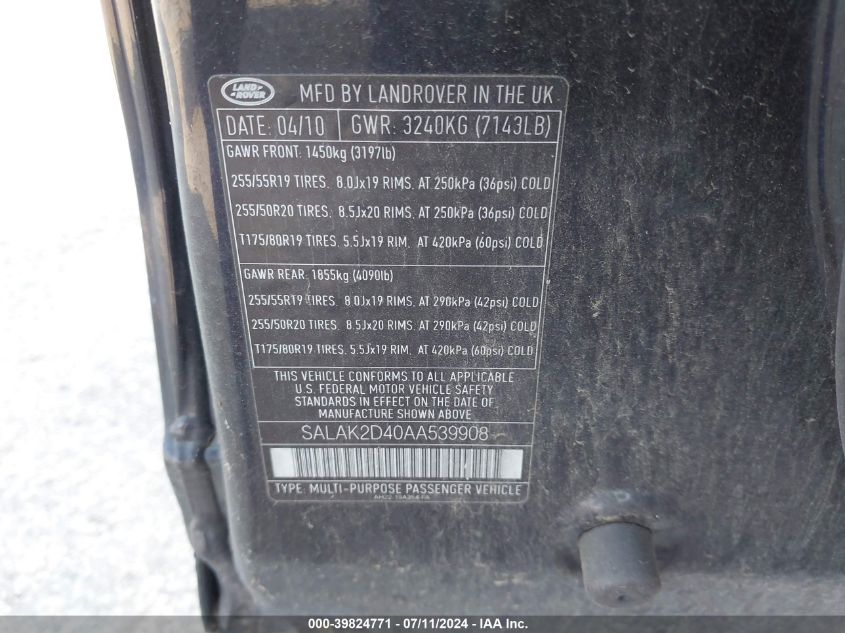 LAND ROVER
MFD BY LANDROVER IN THE UK
DATE: 04/10 GWR: 3240KG (7143LB)
GAWR FRONT: 1450kg (3197lb)
255/55R19 TIRES. 8.0Jx19 RIMS. AT 250kPa (36psi) COLD
255/50R20 TIRES. 8.5Jx20 RIMS. AT 250kPa (36psi) COLD
T175/80R19 TIRES. 5.5Jx19 RIM. AT 420kPa (60psi) COLD
GAWR REAR: 1855kg (4090lb)
255/55R19 TIRES. 8.0Jx19 RIMS. AT 290kPa (42psi) COLD
255/50R20 TIRES. 8.5Jx20 RIMS. AT 290kPa (42psi) COLD
T175/80R19 TIRES. 5.5Jx19 RIM. AT 420kPa (60psi) COLD
THIS VEHICLE CONFORMS TO ALL APPLICABLE
U.S. FEDERAL MOTOR VEHICLE SAFETY
STANDARDS IN EFFECT ON THE DATE OF
MANUFACTURE SHOWN ABOVE
SALAK2D40AA539908
TYPE: MULTI-PURPOSE PASSENGER VEHICLE
000-39824771 - 07/11/2024 - IAA, Inc.